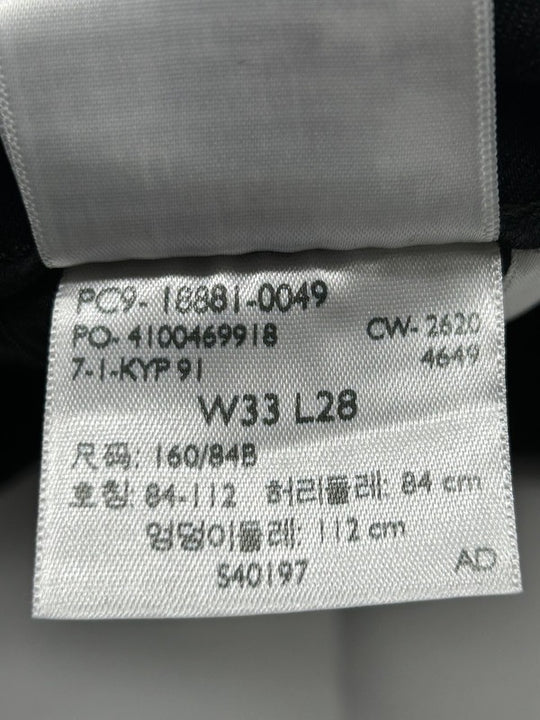 PC9- 18881-0049
PO- 4100469918 CW- 2620
7-1-KYP 91 4649
W33 L28
尺码: 160/84B
호칭: 84-112 허리둘레: 84 cm
엉덩이둘레: 112 cm
S40197 AD